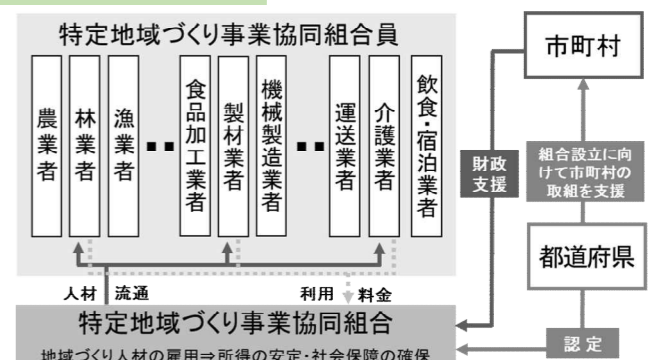 特定地域づくり事業協同組合員
農業者
林業者
漁業者
食品加工業者
製材業者
機械製造業者
運送業者
介護業者
飲食・宿泊業者
市町村
財政
支援
組合設立に向
けて市町村の
取組を支援
都道府県
人材 流通
利用 料金
特定地域づくり事業協同組合
認定
地域づくり人材の雇用⇒所得の安定・社会保障の確保